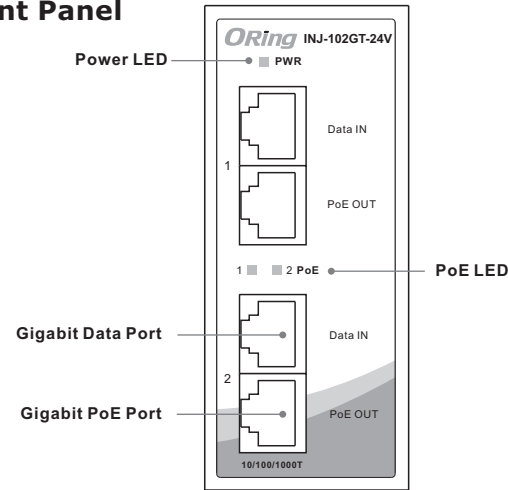 nt Panel
ORing INJ-102GT-24V
Power LED
PWR
Data IN
1
PoE OUT
1 2 PoE
PoE LED
Gigabit Data Port
Data IN
2
Gigabit PoE Port
PoE OUT
10/100/1000T